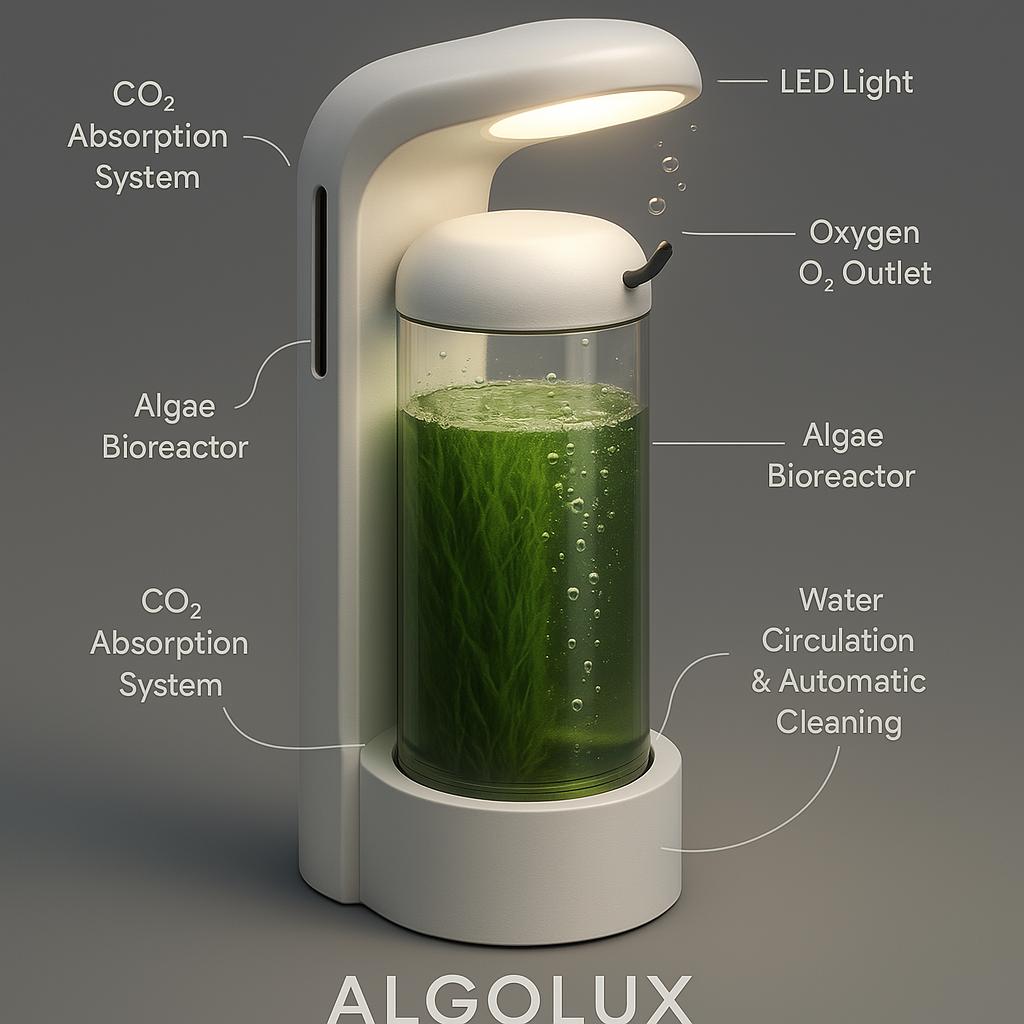 CO₂
Absorption
System
LED Light
Oxygen
O₂ Outlet
Algae
Bioreactor
Algae
Bioreactor
CO₂
Absorption
System
Water
Circulation
& Automatic
Cleaning
ALGOLUX